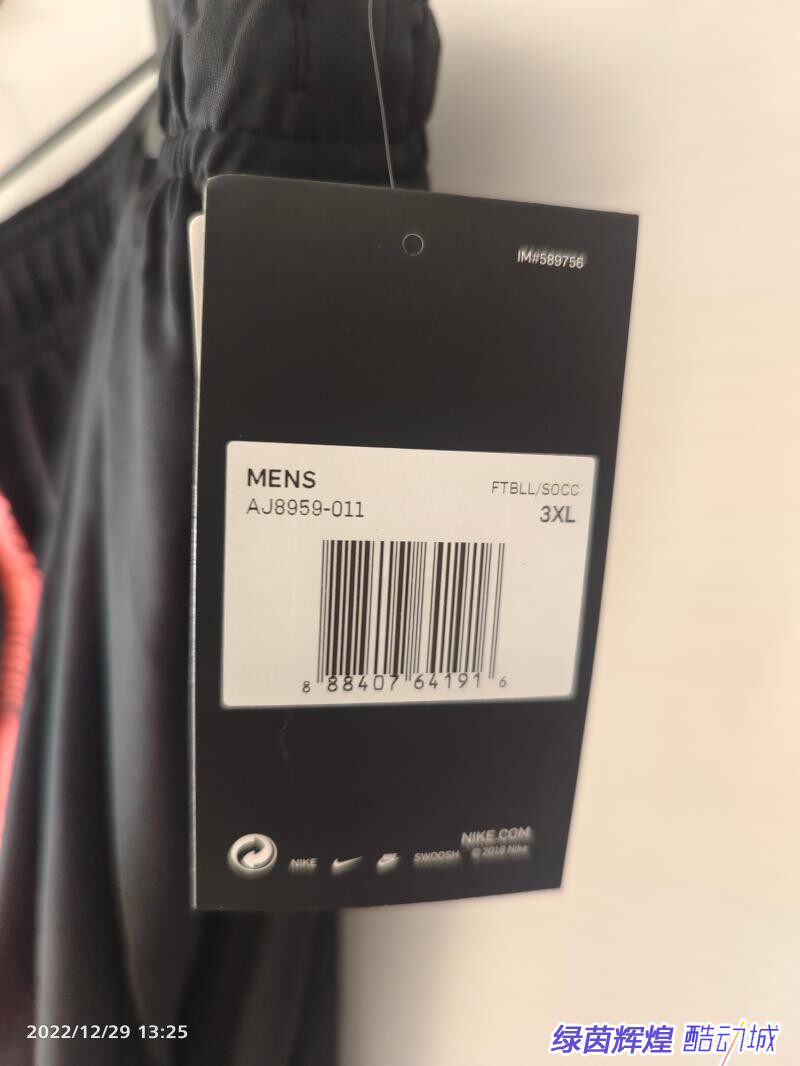 IM#589756
MENS
FTBLL/SOCC
AJ8959-011
3XL
8 88407 64191 6
NIKE.COM
NIKE
SWOOSH
© 2018 Nike
2022/12/29 13:25
绿茵辉煌 酷动城